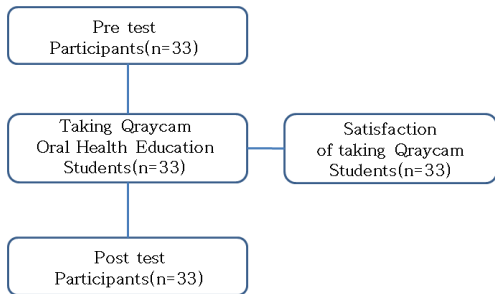 Pre test
Participants(n=33)
Taking Qraycam
Oral Health Education
Students(n=33)
Satisfaction
of taking Qraycam
Students(n=33)
Post test
Participants(n=33)